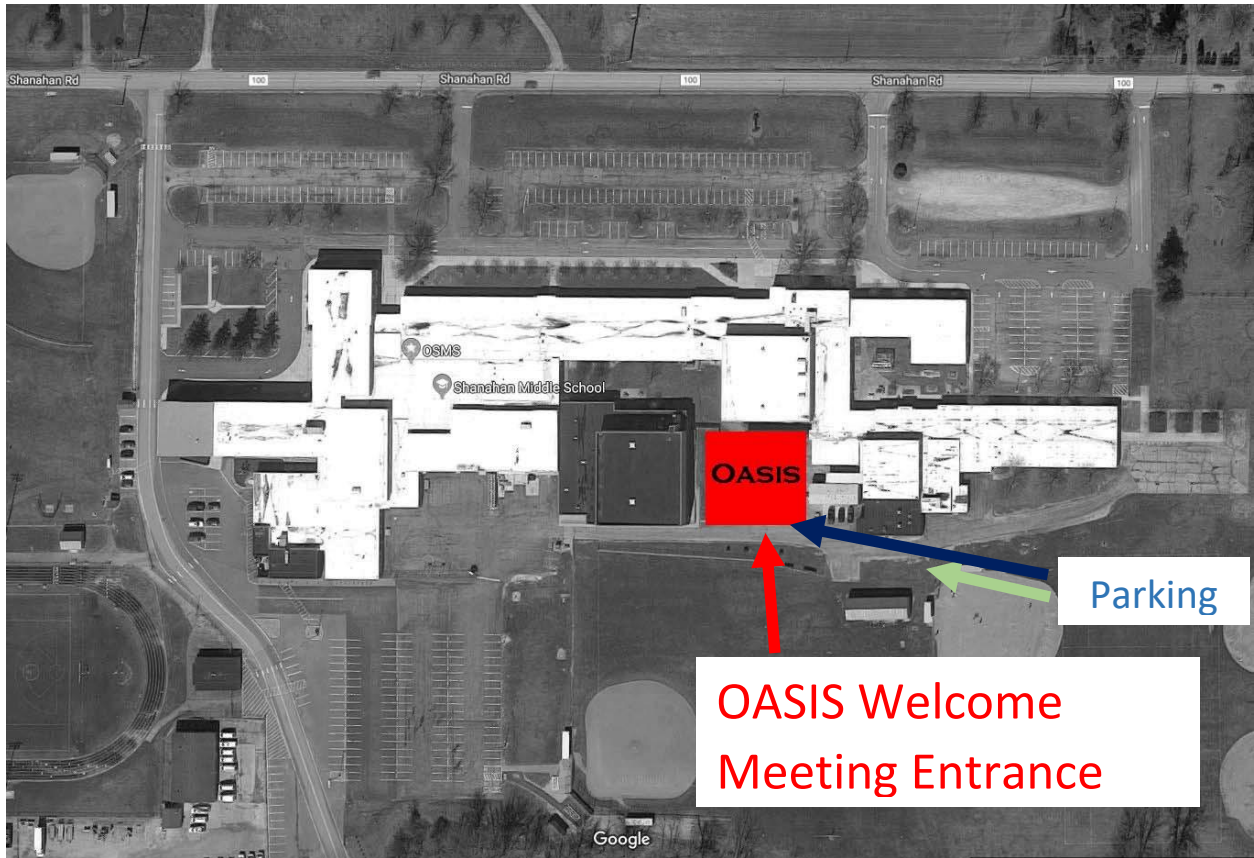 Shanahan Rd
100
Shanahan Rd
100
Shanahan Rd
100
OSMS
Shanahan Middle School
OASIS
Parking
OASIS Welcome
Meeting Entrance
Google